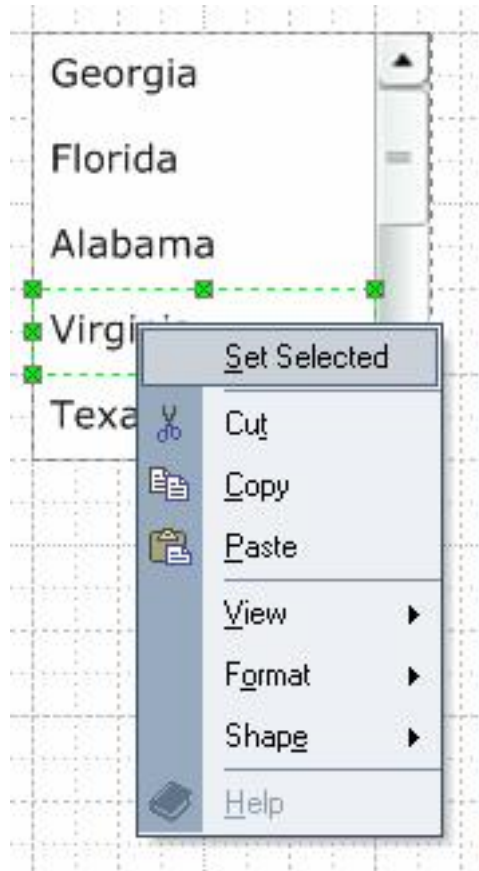 Georgia
Florida
Alabama
Set Selected
Cut
Copy
Paste
View
Format
Shape
Help